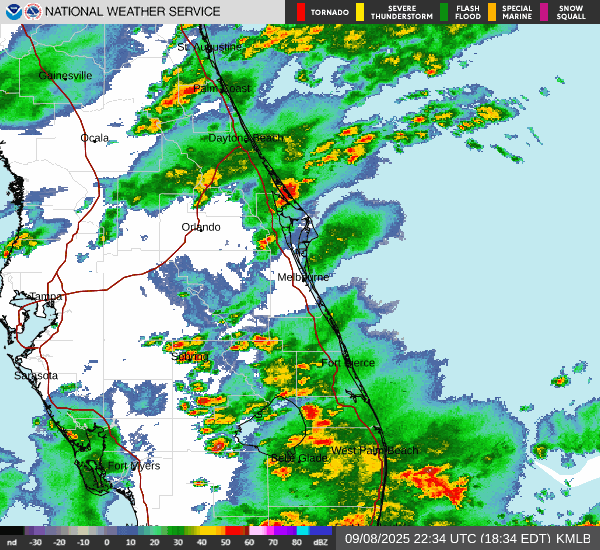 NATIONAL WEATHER SERVICE
TORNADO
SEVERE THUNDERSTORM
FLASH FLOOD
SPECIAL MARINE
SNOW SQUALL
St. Augustine
Gainesville
Palm Coast
Ocala
Daytona Beach
Orlando
Melbourne
Tampa
Sebring
Fort Pierce
Sarasota
West Palm Beach
Belle Glade
Fort Myers
nd -30 -20 -10 0 10 20 30 40 50 60 70 80 dBZ
09/08/2025 22:34 UTC (18:34 EDT) KMLB